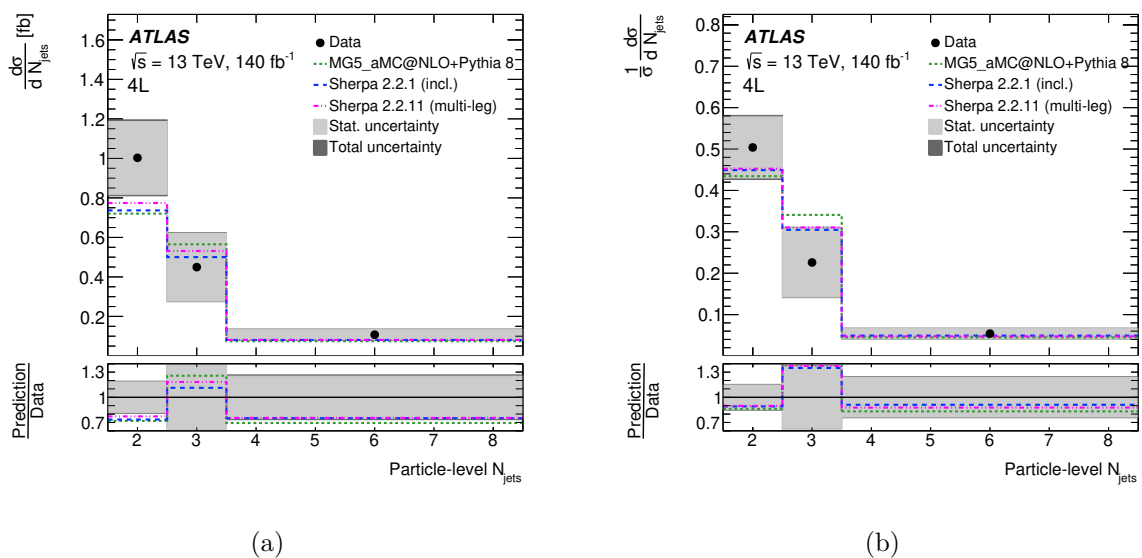 dσ
d N_jets [fb]
1.6
1.4
1.2
1
0.8
0.6
0.4
0.2
ATLAS
√s = 13 TeV, 140 fb⁻¹
4L
Data
MG5_aMC@NLO+Pythia 8
Sherpa 2.2.1 (incl.)
Sherpa 2.2.11 (multi-leg)
Stat. uncertainty
Total uncertainty
Prediction
Data
1.3
1
0.7
2 3 4 5 6 7 8
Particle-level N_jets
(a)
1 dσ
σ d N_jets
0.8
0.7
0.6
0.5
0.4
0.3
0.2
0.1
ATLAS
√s = 13 TeV, 140 fb⁻¹
4L
Data
MG5_aMC@NLO+Pythia 8
Sherpa 2.2.1 (incl.)
Sherpa 2.2.11 (multi-leg)
Stat. uncertainty
Total uncertainty
Prediction
Data
1.3
1
0.7
2 3 4 5 6 7 8
Particle-level N_jets
(b)